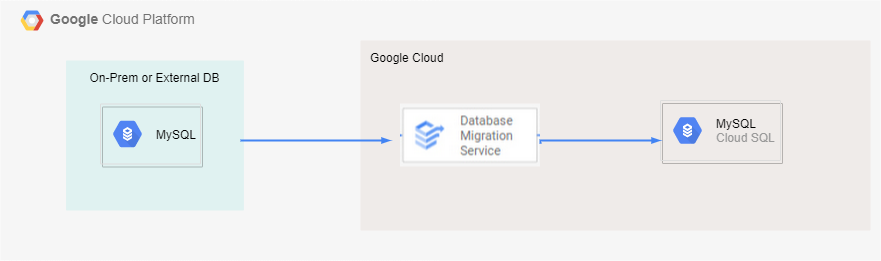 Google Cloud Platform
On-Prem or External DB
MySQL
Google Cloud
Database
Migration
Service
MySQL
Cloud SQL